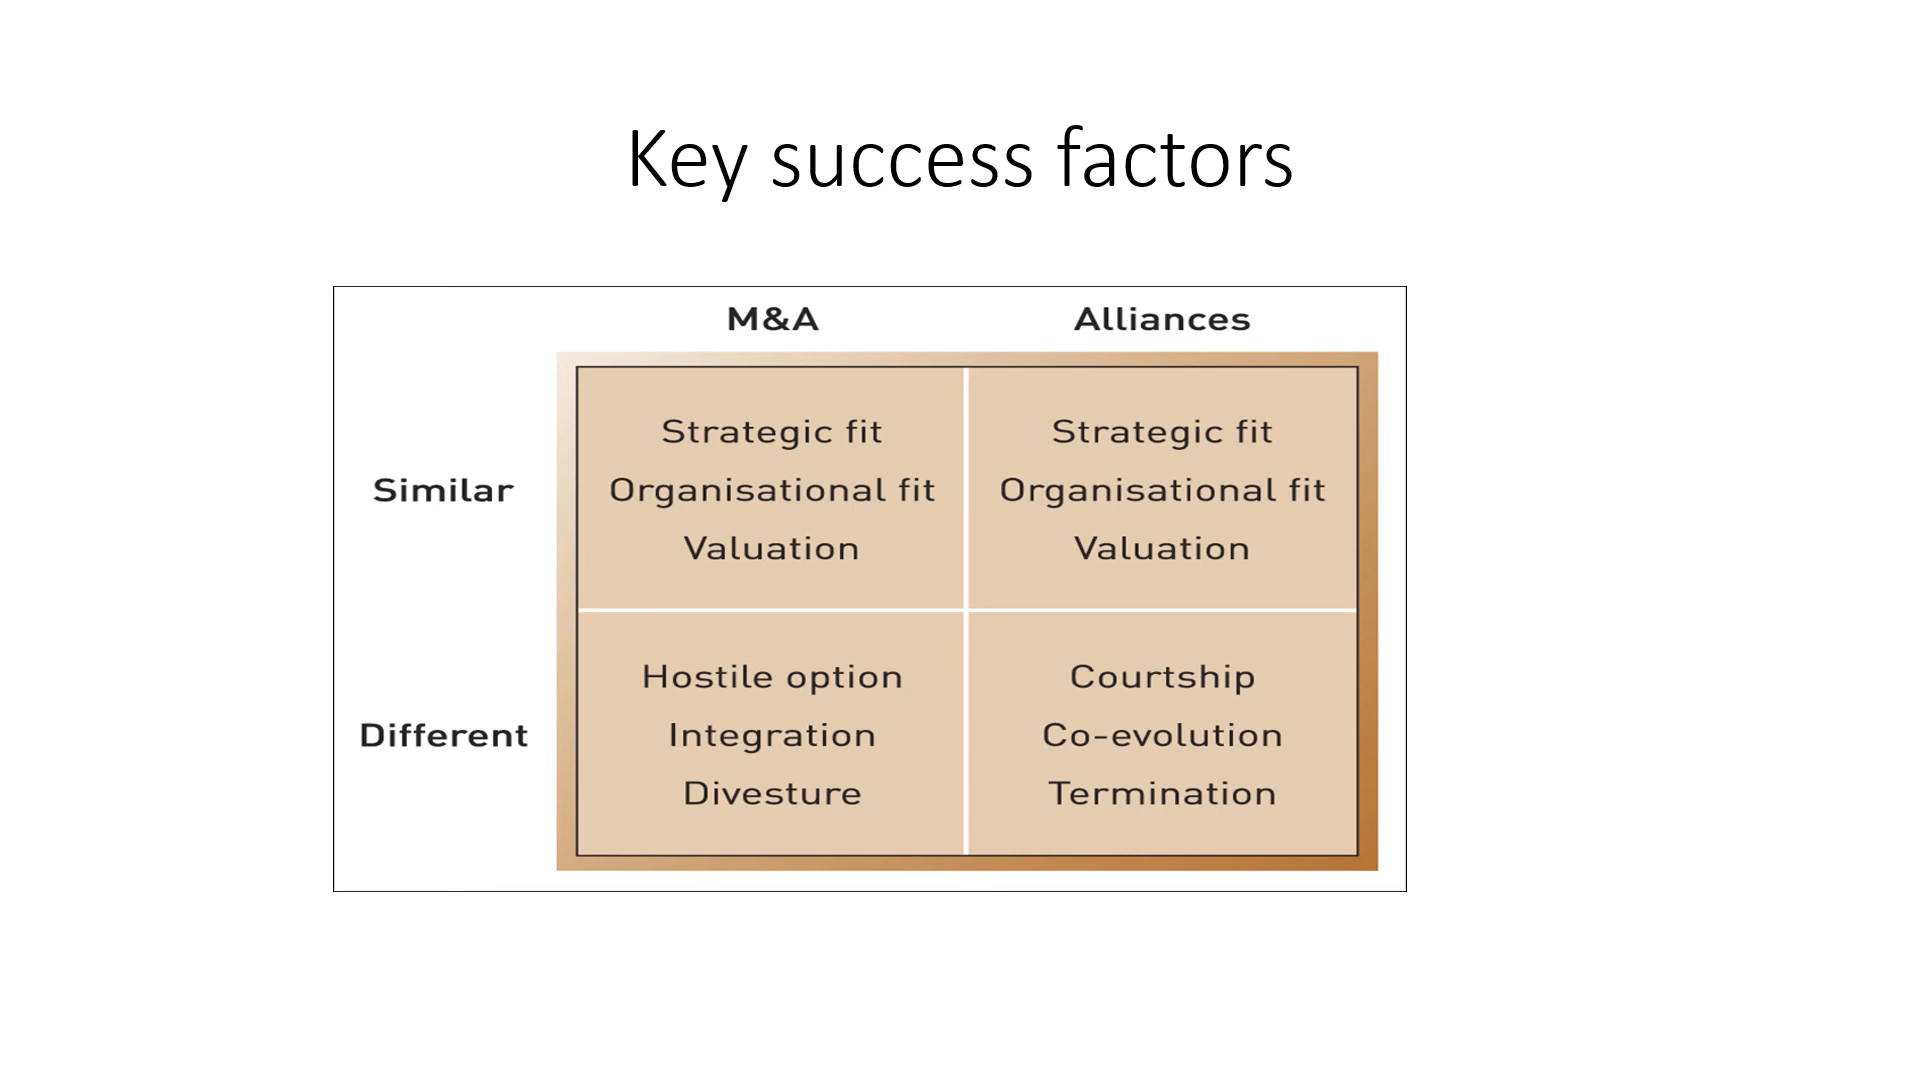 Key success factors
M&A Alliances
Similar
Strategic fit Strategic fit
Organisational fit Organisational fit
Valuation Valuation
Different
Hostile option Courtship
Integration Co-evolution
Divesture Termination